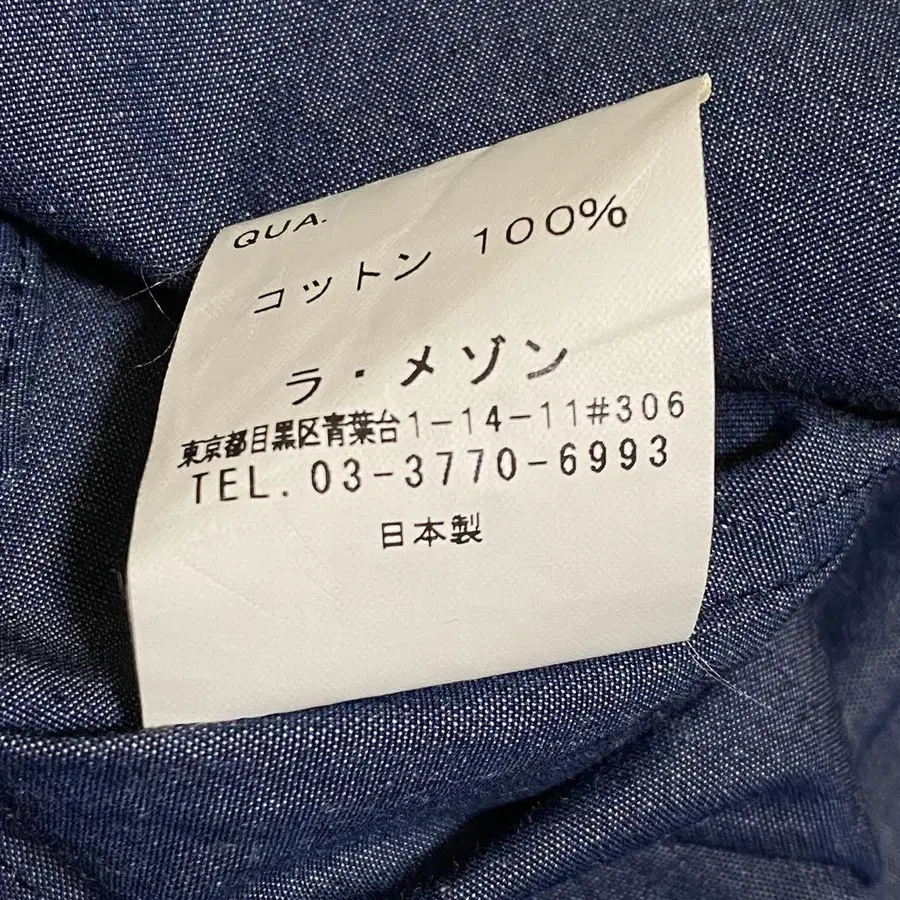 QUA.
コットン 100%
ラ・メゾン
東京都目黒区青葉台1-14-11#306
TEL. 03-3770-6993
日本製